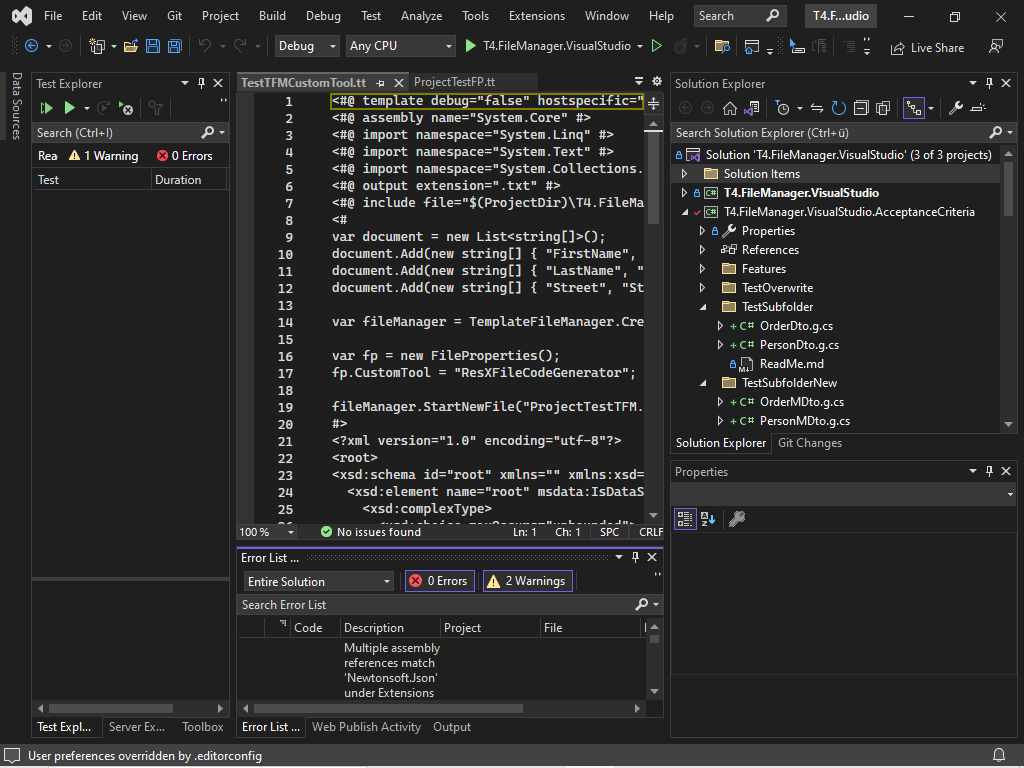 File Edit View Git Project Build Debug Test Analyze Tools Extensions Window Help Search T4.F...udio
Debug Any CPU T4.FileManager.VisualStudio Live Share
Data Sources
Test Explorer
Search (Ctrl+I)
Rea 1 Warning 0 Errors
Test Duration
Test Expl... Server Ex... Toolbox
TestTFMCustomTool.tt ProjectTestFP.tt
1 <#@ template debug="false" hostspecific="
2 <#@ assembly name="System.Core" #>
3 <#@ import namespace="System.Linq" #>
4 <#@ import namespace="System.Text" #>
5 <#@ import namespace="System.Collections.
6 <#@ output extension=".txt" #>
7 <#@ include file="$(ProjectDir)\T4.FileMa
8 <#
9 var document = new List<string[]>();
10 document.Add(new string[] { "FirstName",
11 document.Add(new string[] { "LastName", "
12 document.Add(new string[] { "Street", "St
13
14 var fileManager = TemplateFileManager.Cre
15
16 var fp = new FileProperties();
17 fp.CustomTool = "ResXFileCodeGenerator";
18
19 fileManager.StartNewFile("ProjectTestTFM.
20 #>
21 <?xml version="1.0" encoding="utf-8"?>
22 <root>
23 <xsd:schema id="root" xmlns="" xmlns:xsd=
24 <xsd:element name="root" msdata:IsDataS
25 <xsd:complexType>
100 % No issues found Ln: 1 Ch: 1 SPC CRLF
Error List ...
Entire Solution 0 Errors 2 Warnings
Search Error List
Code Description Project File
Multiple assembly
references match
'Newtonsoft.Json'
under Extensions
Error List ... Web Publish Activity Output
Solution Explorer
Search Solution Explorer (Ctrl+ü)
Solution 'T4.FileManager.VisualStudio' (3 of 3 projects)
Solution Items
C# T4.FileManager.VisualStudio
C# T4.FileManager.VisualStudio.AcceptanceCriteria
Properties
References
Features
TestOverwrite
TestSubfolder
+ C# OrderDto.g.cs
+ C# PersonDto.g.cs
ReadMe.md
TestSubfolderNew
+ C# OrderMDto.g.cs
+ C# PersonMDto.g.cs
Solution Explorer Git Changes
Properties
User preferences overridden by .editorconfig